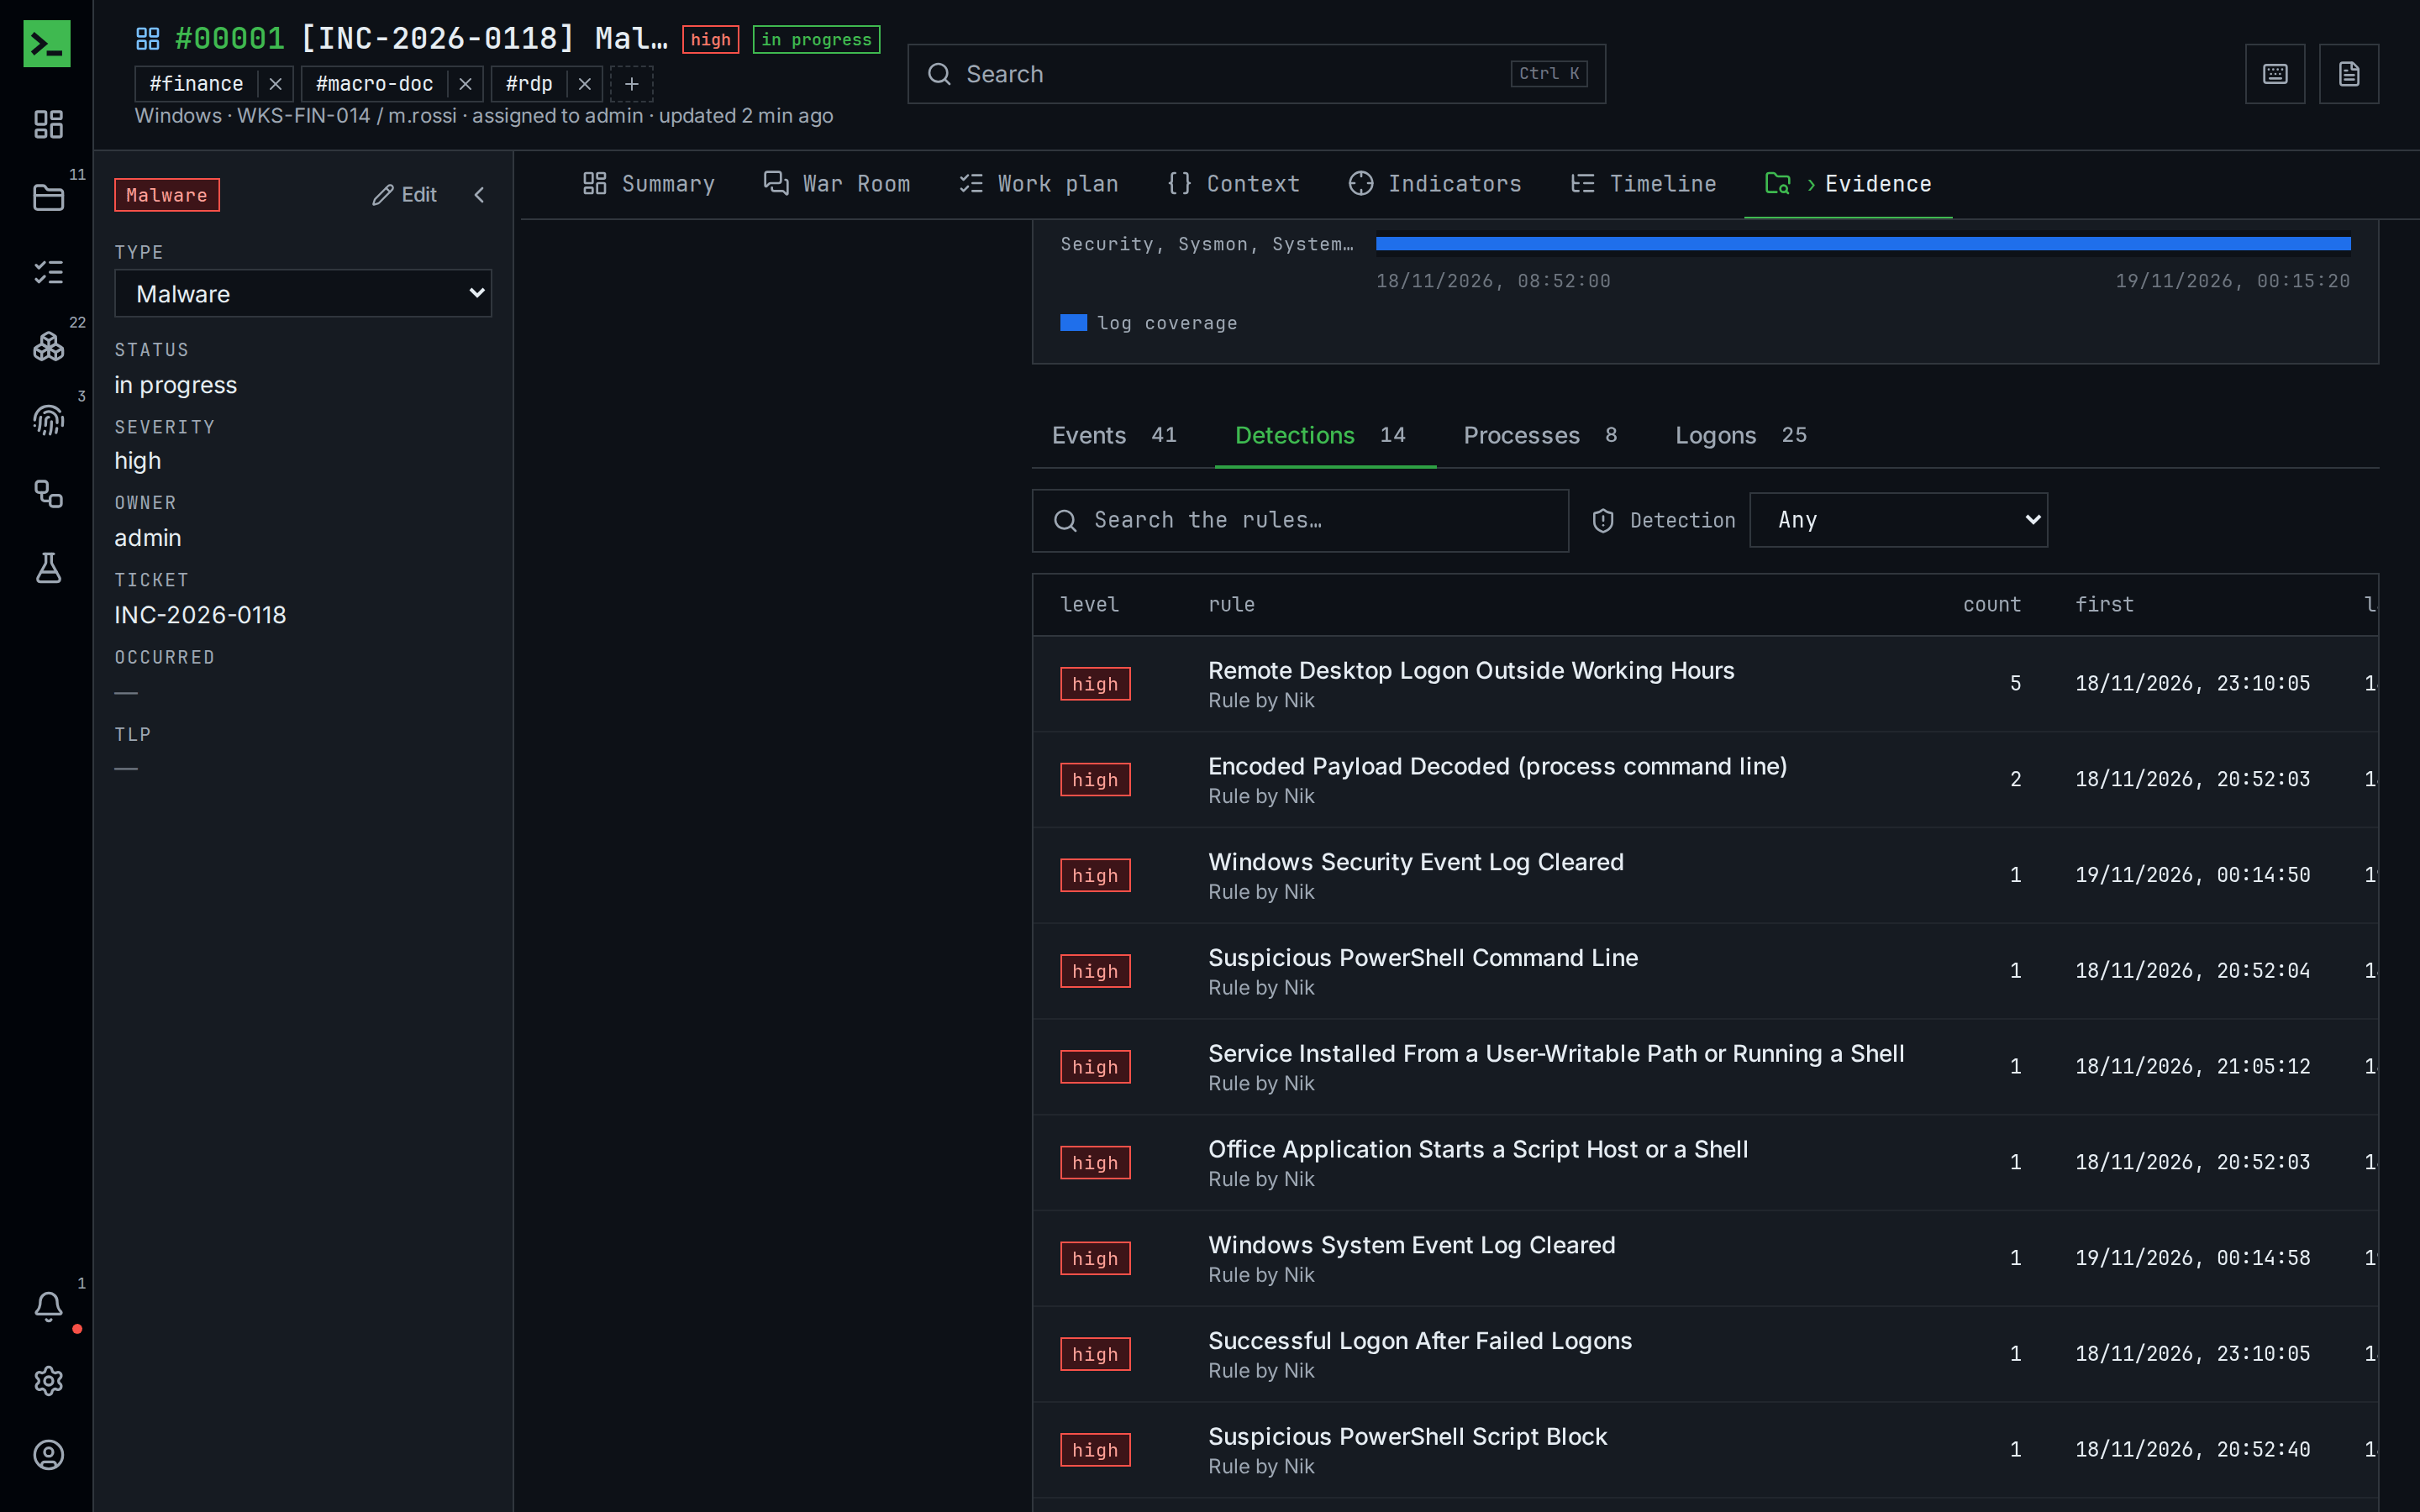 #00001 [INC-2026-0118] Mal… high in progress
#finance #macro-doc #rdp +
Windows · WKS-FIN-014 / m.rossi · assigned to admin · updated 2 min ago
Search Ctrl K
11
22
3
1
Malware Edit
TYPE
Malware
STATUS
in progress
SEVERITY
high
OWNER
admin
TICKET
INC-2026-0118
OCCURRED
—
TLP
—
Summary War Room Work plan Context Indicators Timeline › Evidence
Security, Sysmon, System…
18/11/2026, 08:52:00 19/11/2026, 00:15:20
log coverage
Events 41 Detections 14 Processes 8 Logons 25
Search the rules… Detection Any
level rule count first
high Remote Desktop Logon Outside Working Hours 5 18/11/2026, 23:10:05
Rule by Nik
high Encoded Payload Decoded (process command line) 2 18/11/2026, 20:52:03
Rule by Nik
high Windows Security Event Log Cleared 1 19/11/2026, 00:14:50
Rule by Nik
high Suspicious PowerShell Command Line 1 18/11/2026, 20:52:04
Rule by Nik
high Service Installed From a User-Writable Path or Running a Shell 1 18/11/2026, 21:05:12
Rule by Nik
high Office Application Starts a Script Host or a Shell 1 18/11/2026, 20:52:03
Rule by Nik
high Windows System Event Log Cleared 1 19/11/2026, 00:14:58
Rule by Nik
high Successful Logon After Failed Logons 1 18/11/2026, 23:10:05
Rule by Nik
high Suspicious PowerShell Script Block 1 18/11/2026, 20:52:40
Rule by Nik